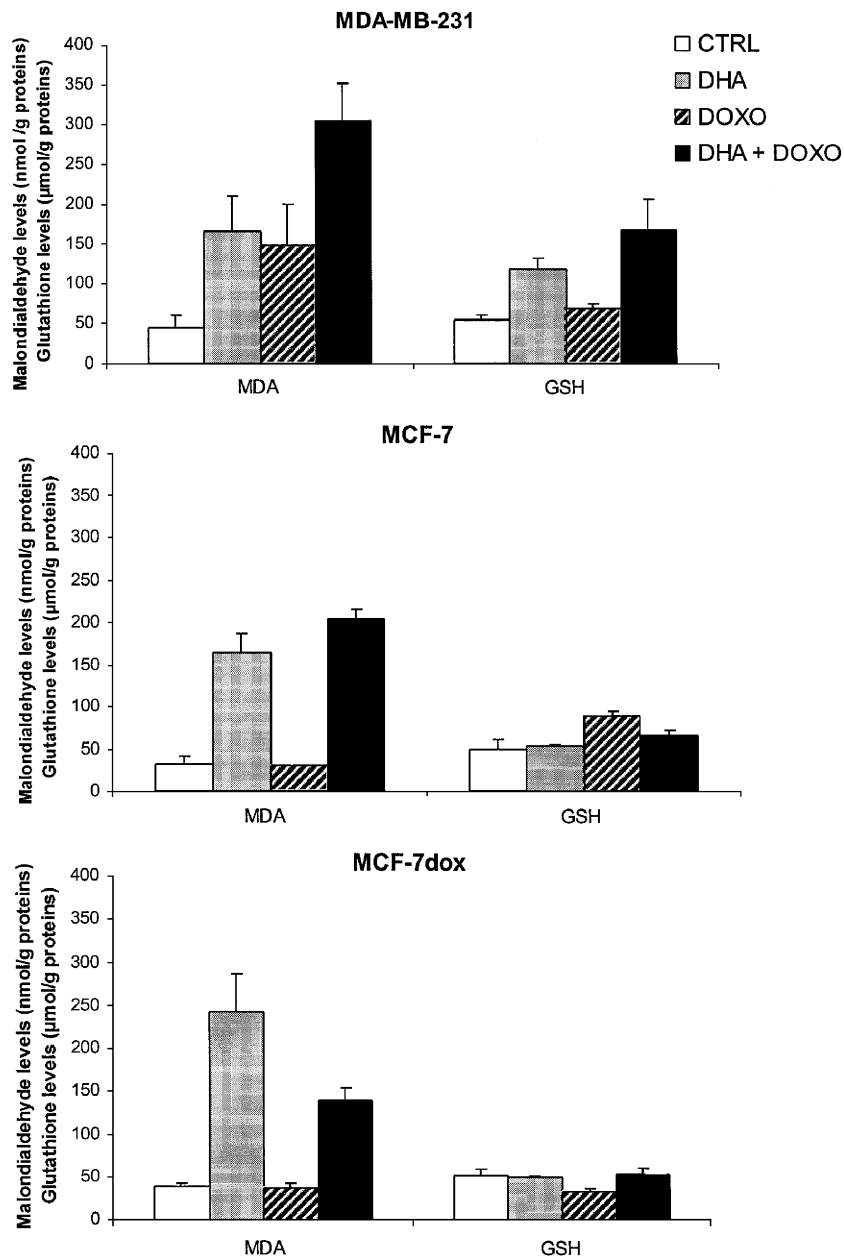 MDA-MB-231
CTRL
DHA
DOXO
DHA + DOXO
Malondialdehyde levels (nmol /g proteins)
Glutathione levels (µmol/g proteins)
400
350
300
250
200
150
100
50
0
MDA
GSH
MCF-7
Malondialdehyde levels (nmol/g proteins)
Glutathione levels (µmol/g proteins)
400
350
300
250
200
150
100
50
0
MDA
GSH
MCF-7dox
Malondialdehyde levels (nmol/g proteins)
Glutathione levels (µmol/g proteins)
400
350
300
250
200
150
100
50
0
MDA
GSH